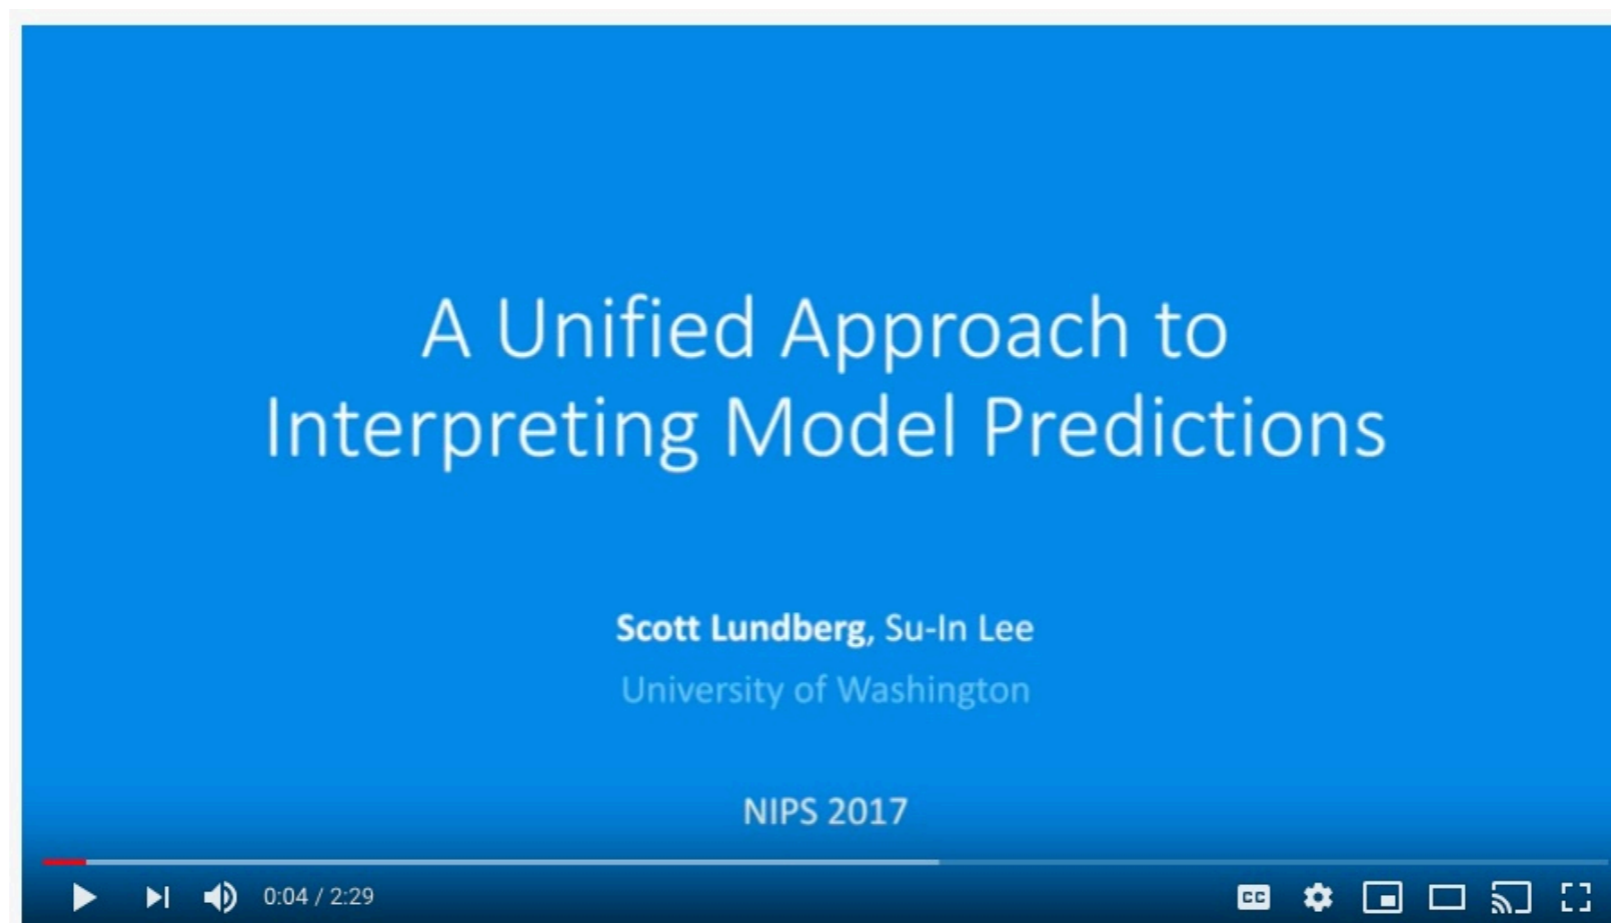 A Unified Approach to
Interpreting Model Predictions
Scott Lundberg, Su-In Lee
University of Washington
NIPS 2017
0:04 / 2:29
CC